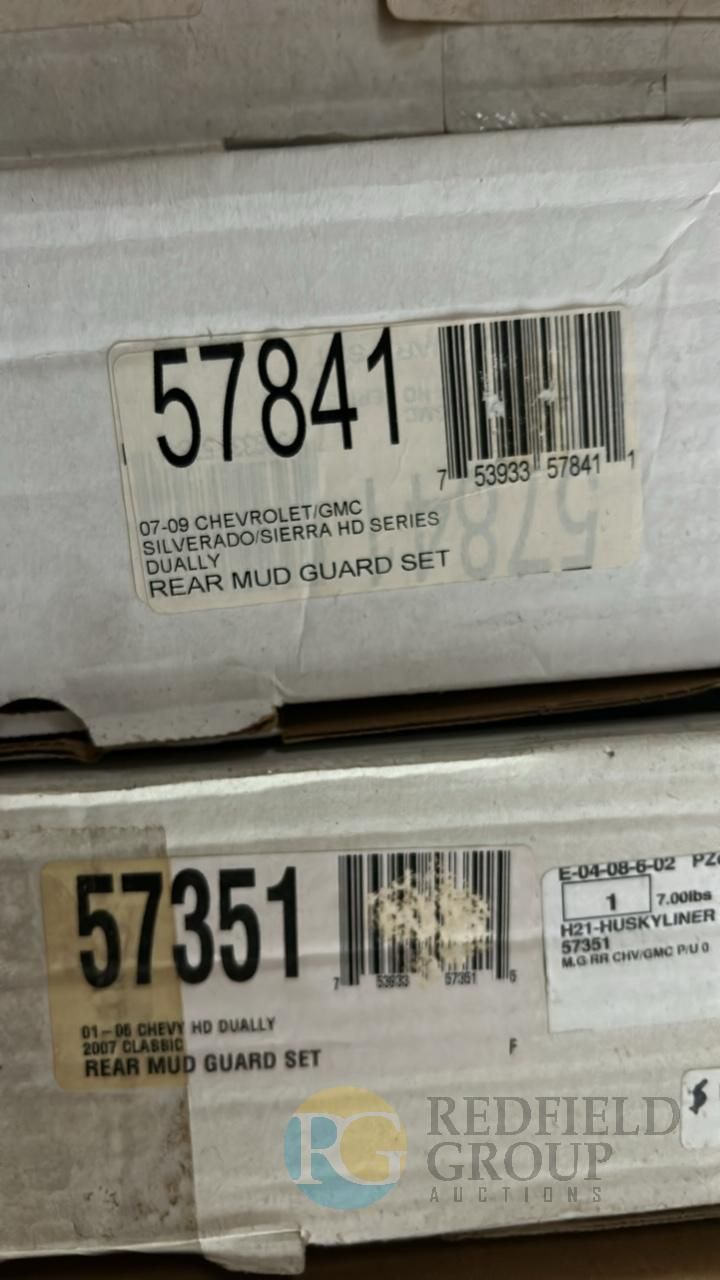 57841
7 53933 57841 1
07-09 CHEVROLET/GMC
SILVERADO/SIERRA HD SERIES
DUALLY
REAR MUD GUARD SET
57351
7 53933 57351 6
01-06 CHEVY HD DUALLY
2007 CLASSIC
REAR MUD GUARD SET
F
E-04-08-6-02
1
7.00lbs
H21-HUSKYLINER
57351
M.G RR CHV/GMC P/U 0
$
RG
REDFIELD
GROUP
AUCTIONS